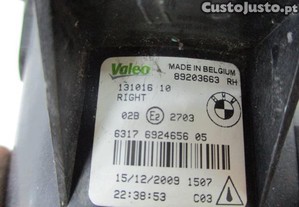 CustoJusto.pt
Valeo
MADE IN BELGIUM
89203663 RH
131016 10
RIGHT
02B E2 2703
6317 6924656 05
15/12/2009 1507
22:38:53 C03